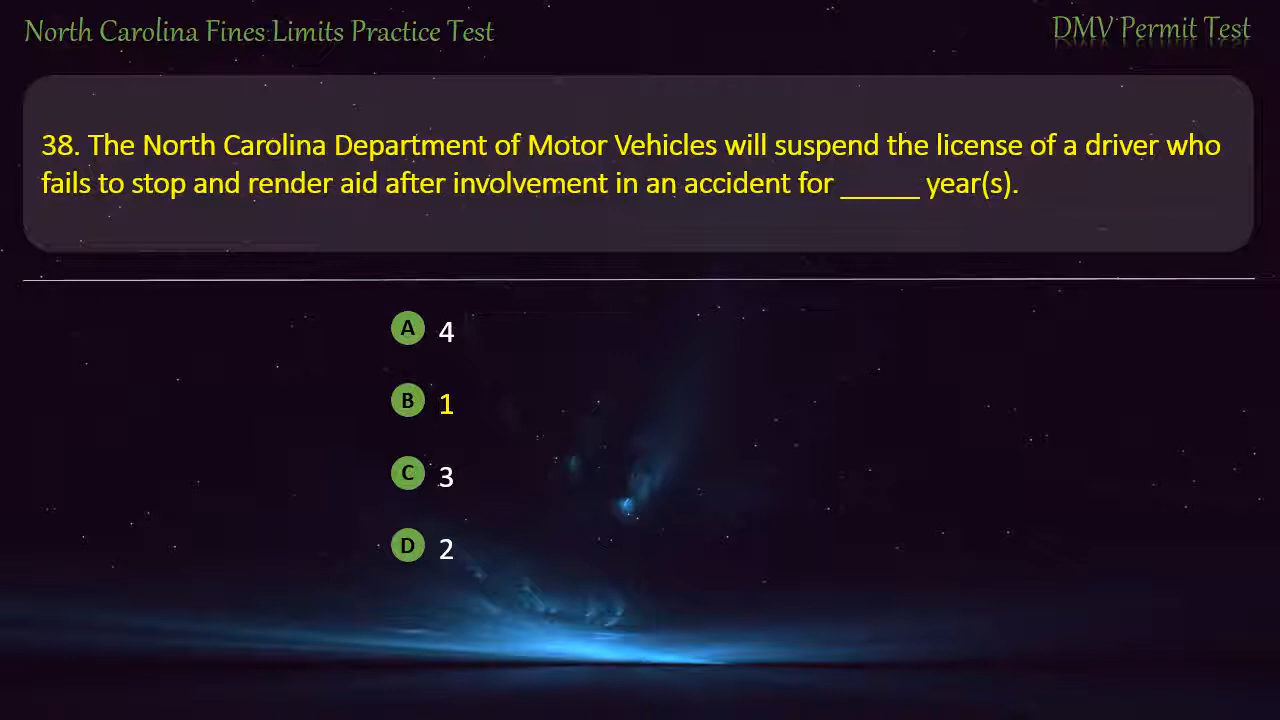 North Carolina Fines Limits Practice Test
DMV Permit Test
38. The North Carolina Department of Motor Vehicles will suspend the license of a driver who
fails to stop and render aid after involvement in an accident for _____ year(s).
A 4
B 1
C 3
D 2